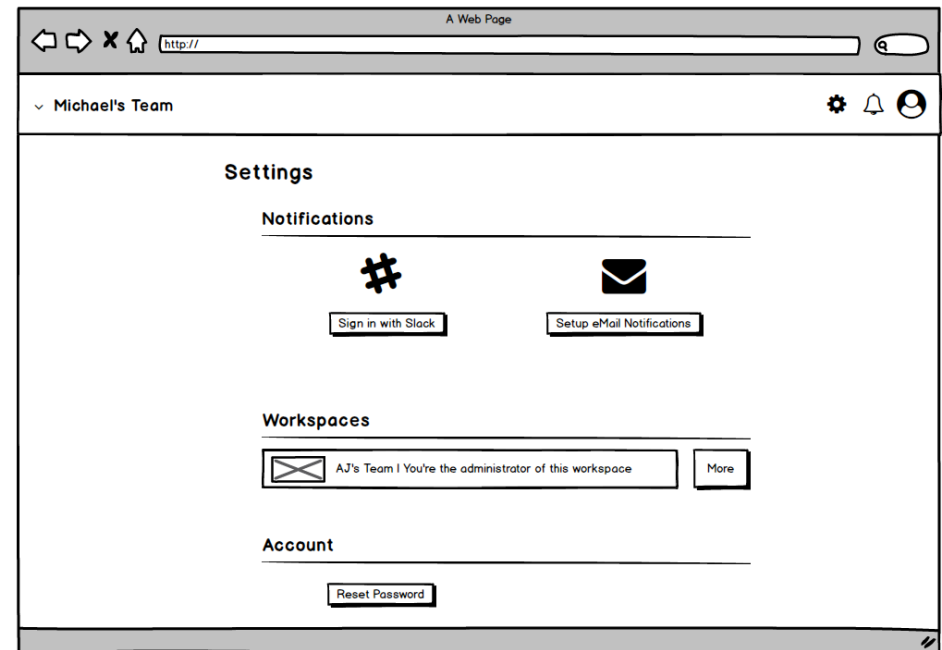 A Web Page
http://
Michael's Team
Settings
Notifications
Sign in with Slack
Setup eMail Notifications
Workspaces
AJ's Team | You're the administrator of this workspace
More
Account
Reset Password